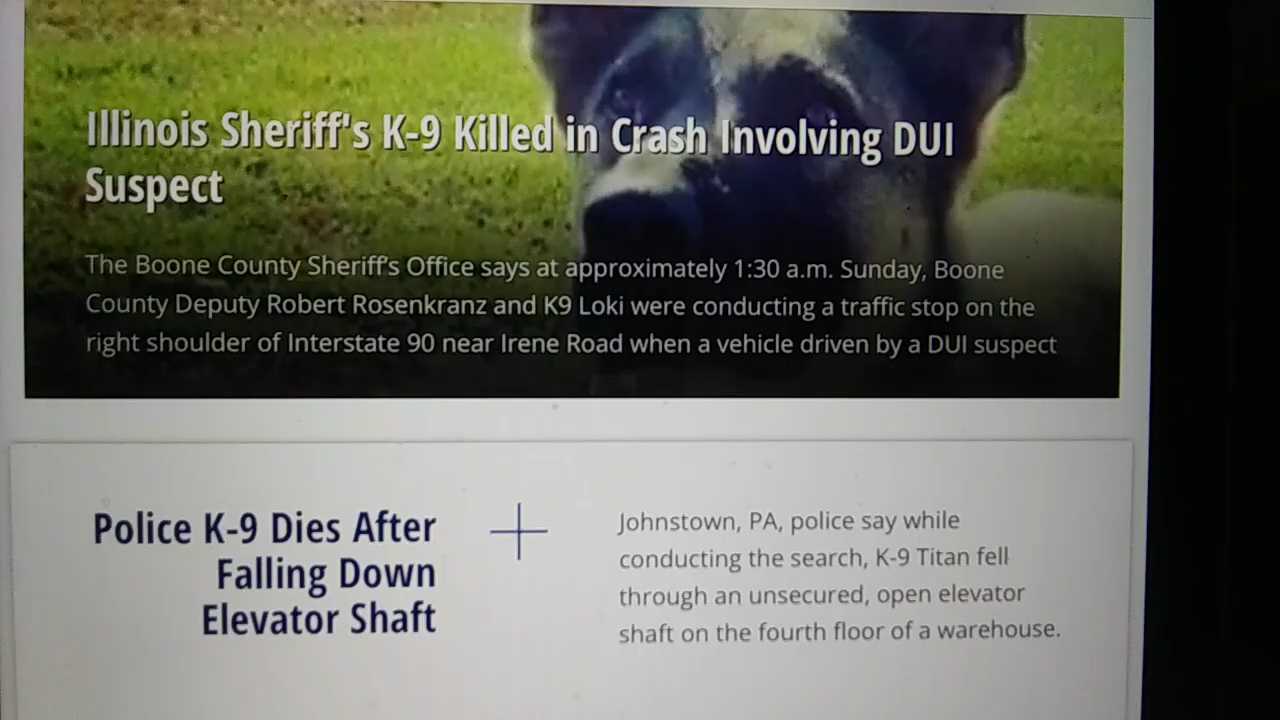 Illinois Sheriff's K-9 Killed in Crash Involving DUI
Suspect
The Boone County Sheriff's Office says at approximately 1:30 a.m. Sunday, Boone
County Deputy Robert Rosenkranz and K9 Loki were conducting a traffic stop on the
right shoulder of Interstate 90 near Irene Road when a vehicle driven by a DUI suspect
Police K-9 Dies After
Falling Down
Elevator Shaft
Johnstown, PA, police say while
conducting the search, K-9 Titan fell
through an unsecured, open elevator
shaft on the fourth floor of a warehouse.